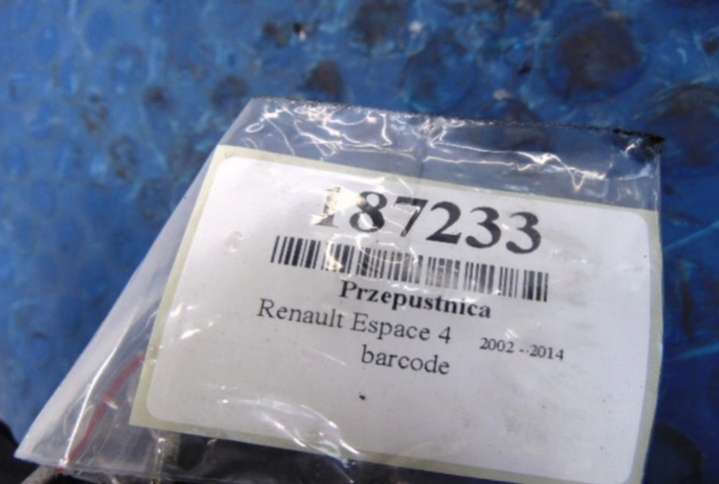 187233
Przepustnica
Renault Espace 4 2002 - 2014
barcode